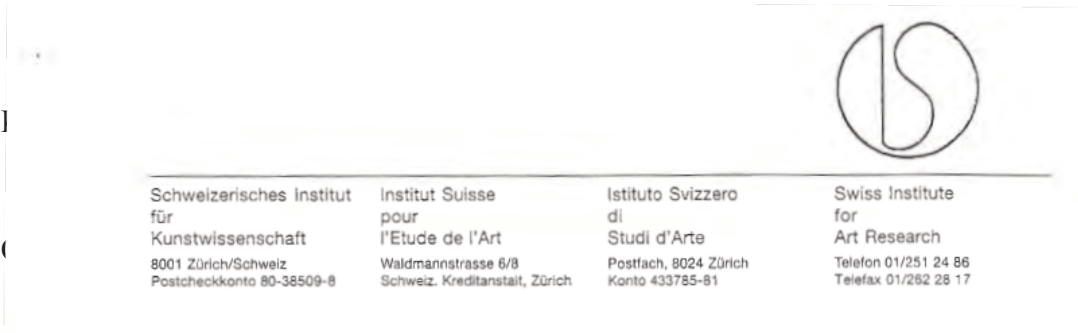 Schweizerisches Institut
für
Kunstwissenschaft
8001 Zürich/Schweiz
Postcheckkonto 80-38509-8
Institut Suisse
pour
l'Etude de l'Art
Waldmannstrasse 6/8
Schweiz. Kreditanstalt, Zürich
Istituto Svizzero
di
Studi d'Arte
Postfach, 8024 Zürich
Konto 433785-81
Swiss Institute
for
Art Research
Telefon 01/251 24 86
Telefax 01/262 28 17